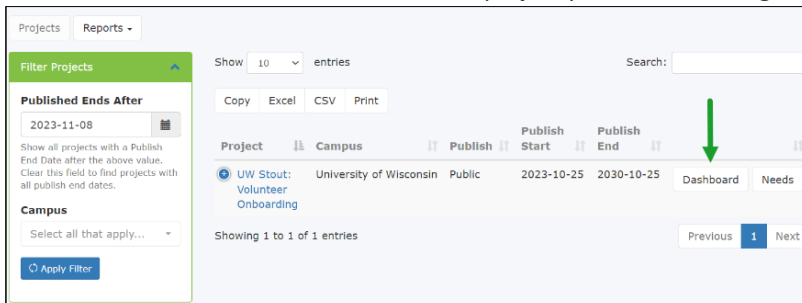 Projects Reports
Filter Projects
Published Ends After
2023-11-08
Show all projects with a Publish
End Date after the above value.
Clear this field to find projects with
all publish end dates.
Campus
Select all that apply...
Apply Filter
Show 10 entries
Search:
Copy Excel CSV Print
Project Campus Publish Publish Start Publish End
UW Stout: University of Wisconsin Public 2023-10-25 2030-10-25 Dashboard Needs
Volunteer
Onboarding
Showing 1 to 1 of 1 entries
Previous 1 Next